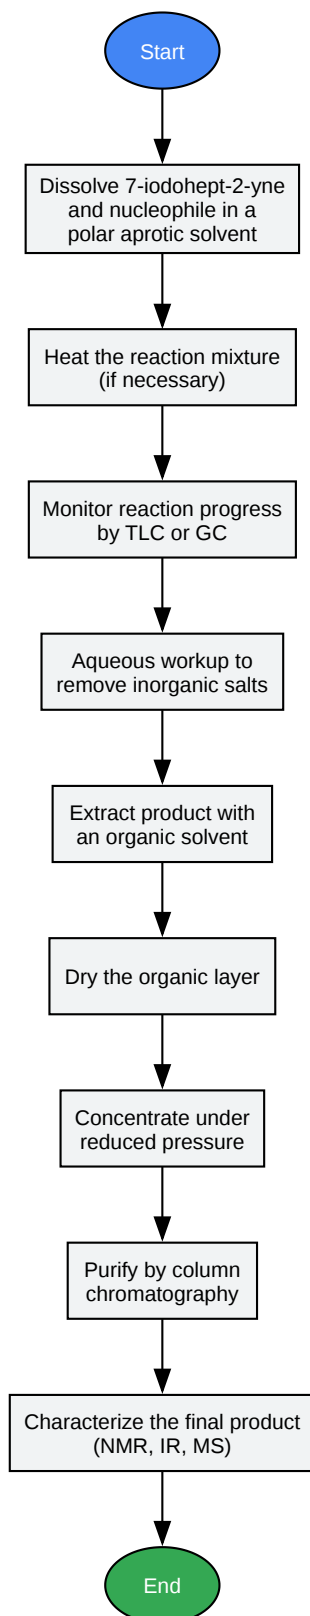 Start
Dissolve 7-iodohept-2-yne
and nucleophile in a
polar aprotic solvent
Heat the reaction mixture
(if necessary)
Monitor reaction progress
by TLC or GC
Aqueous workup to
remove inorganic salts
Extract product with
an organic solvent
Dry the organic layer
Concentrate under
reduced pressure
Purify by column
chromatography
Characterize the final product
(NMR, IR, MS)
End